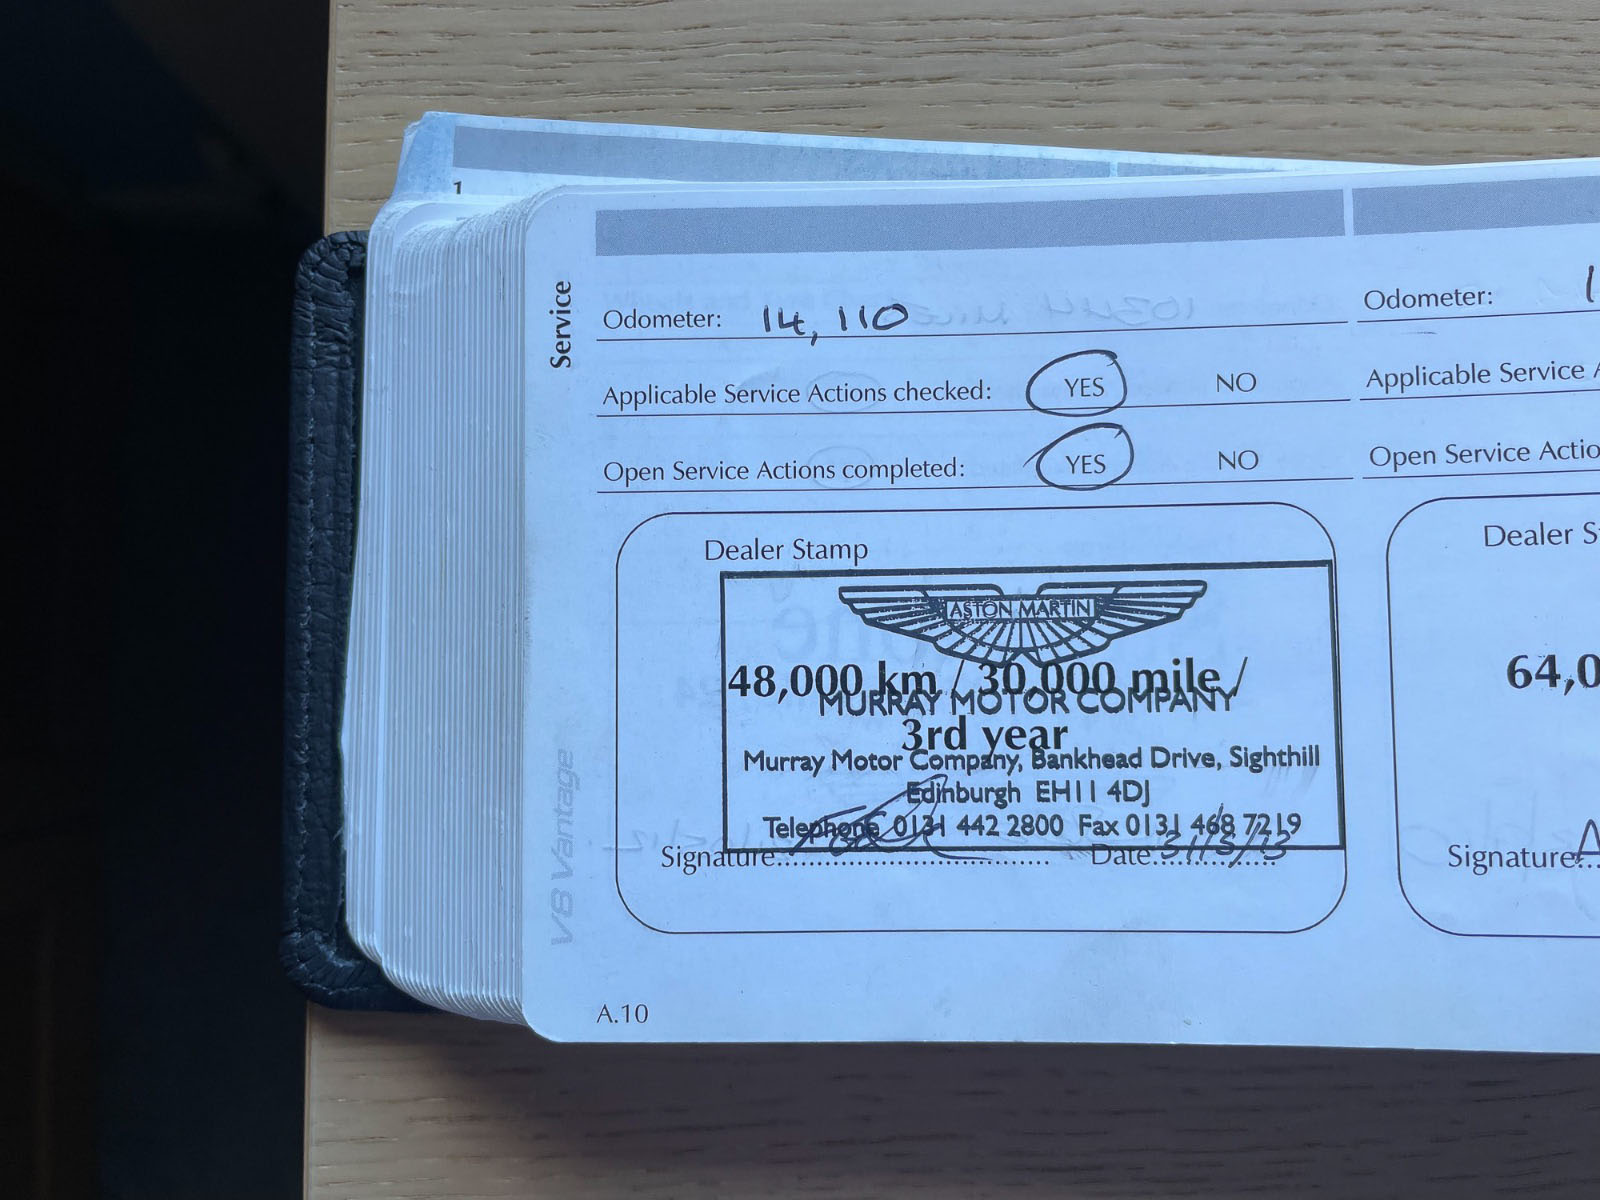 1
Service
Odometer: 14,110
Applicable Service Actions checked: YES NO
Open Service Actions completed: YES NO
Dealer Stamp
ASTON MARTIN
48,000 km / 30,000 mile /
MURRAY MOTOR COMPANY
3rd year
Murray Motor Company, Bankhead Drive, Sighthill
Edinburgh EH11 4DJ
Telephone 0131 442 2800 Fax 0131 468 7219
Signature Date
V8 Vantage
A.10
Odometer: 1
Applicable Service A
Open Service Actio
Dealer S
64,0
Signature